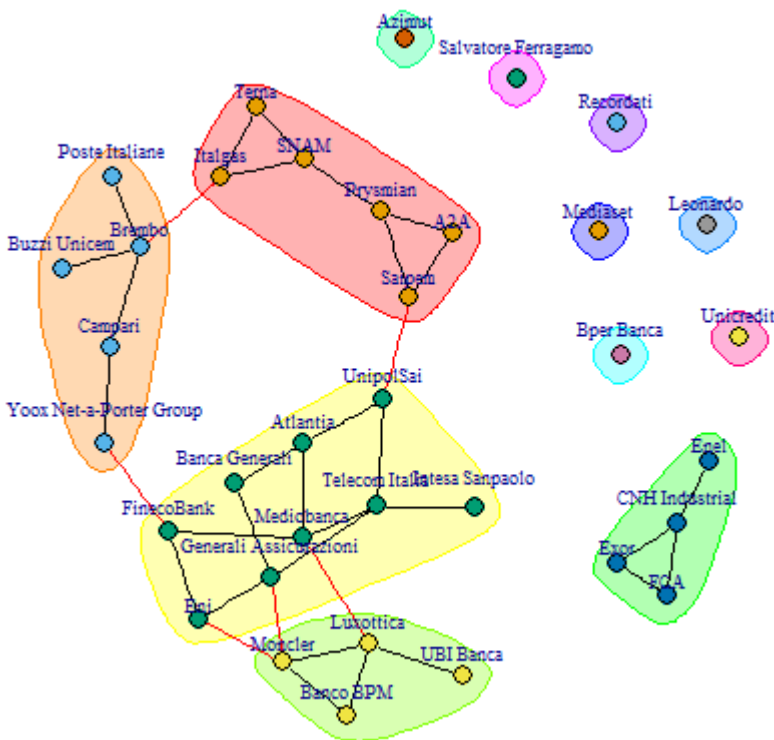 Azimut
Salvatore Ferragamo
Recordati
Terna
SNAM
Italgas
Poste Italiane
Prysmian
A2A
Mediaset
Leonardo
Brembo
Buzzi Unicem
Saipem
Campari
Bper Banca
Unicredit
UnipolSai
Yoox Net-a-Porter Group
Atlantia
Banca Generali
Telecom Italia
Intesa Sanpaolo
Enel
CNH Industrial
FinecoBank
Mediobanca
Generali Assicurazioni
Exor
FCA
Eni
Luxottica
Moncler
UBI Banca
Banco BPM